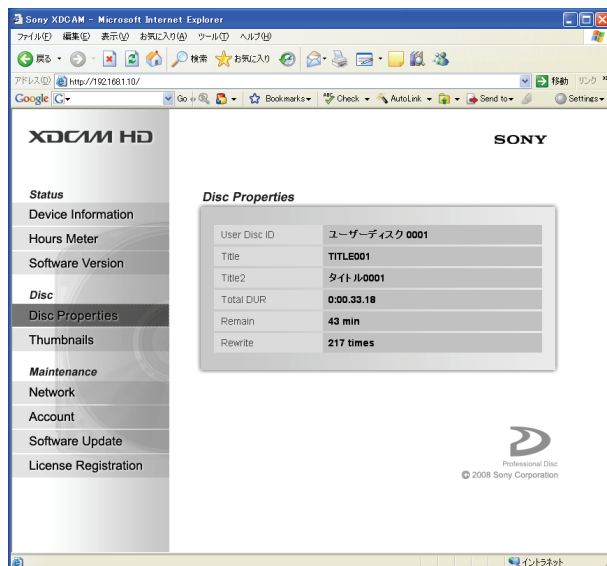 Sony XDCAM - Microsoft Internet Explorer
ファイル(F) 編集(E) 表示(V) お気に入り(A) ツール(T) ヘルプ(H)
戻る 検索 お気に入り
アドレス(D) http://192.168.1.10/ 移動 リンク »
Google G Go Bookmarks Check AutoLink Send to Settings
XDCAM HD
SONY
Status
Device Information
Hours Meter
Software Version
Disc
Disc Properties
Thumbnails
Maintenance
Network
Account
Software Update
License Registration
Disc Properties
User Disc ID ユーザーディスク 0001
Title TITLE001
Title2 タイトル0001
Total DUR 0:00.33.18
Remain 43 min
Rewrite 217 times
Professional Disc
© 2008 Sony Corporation
イントラネット